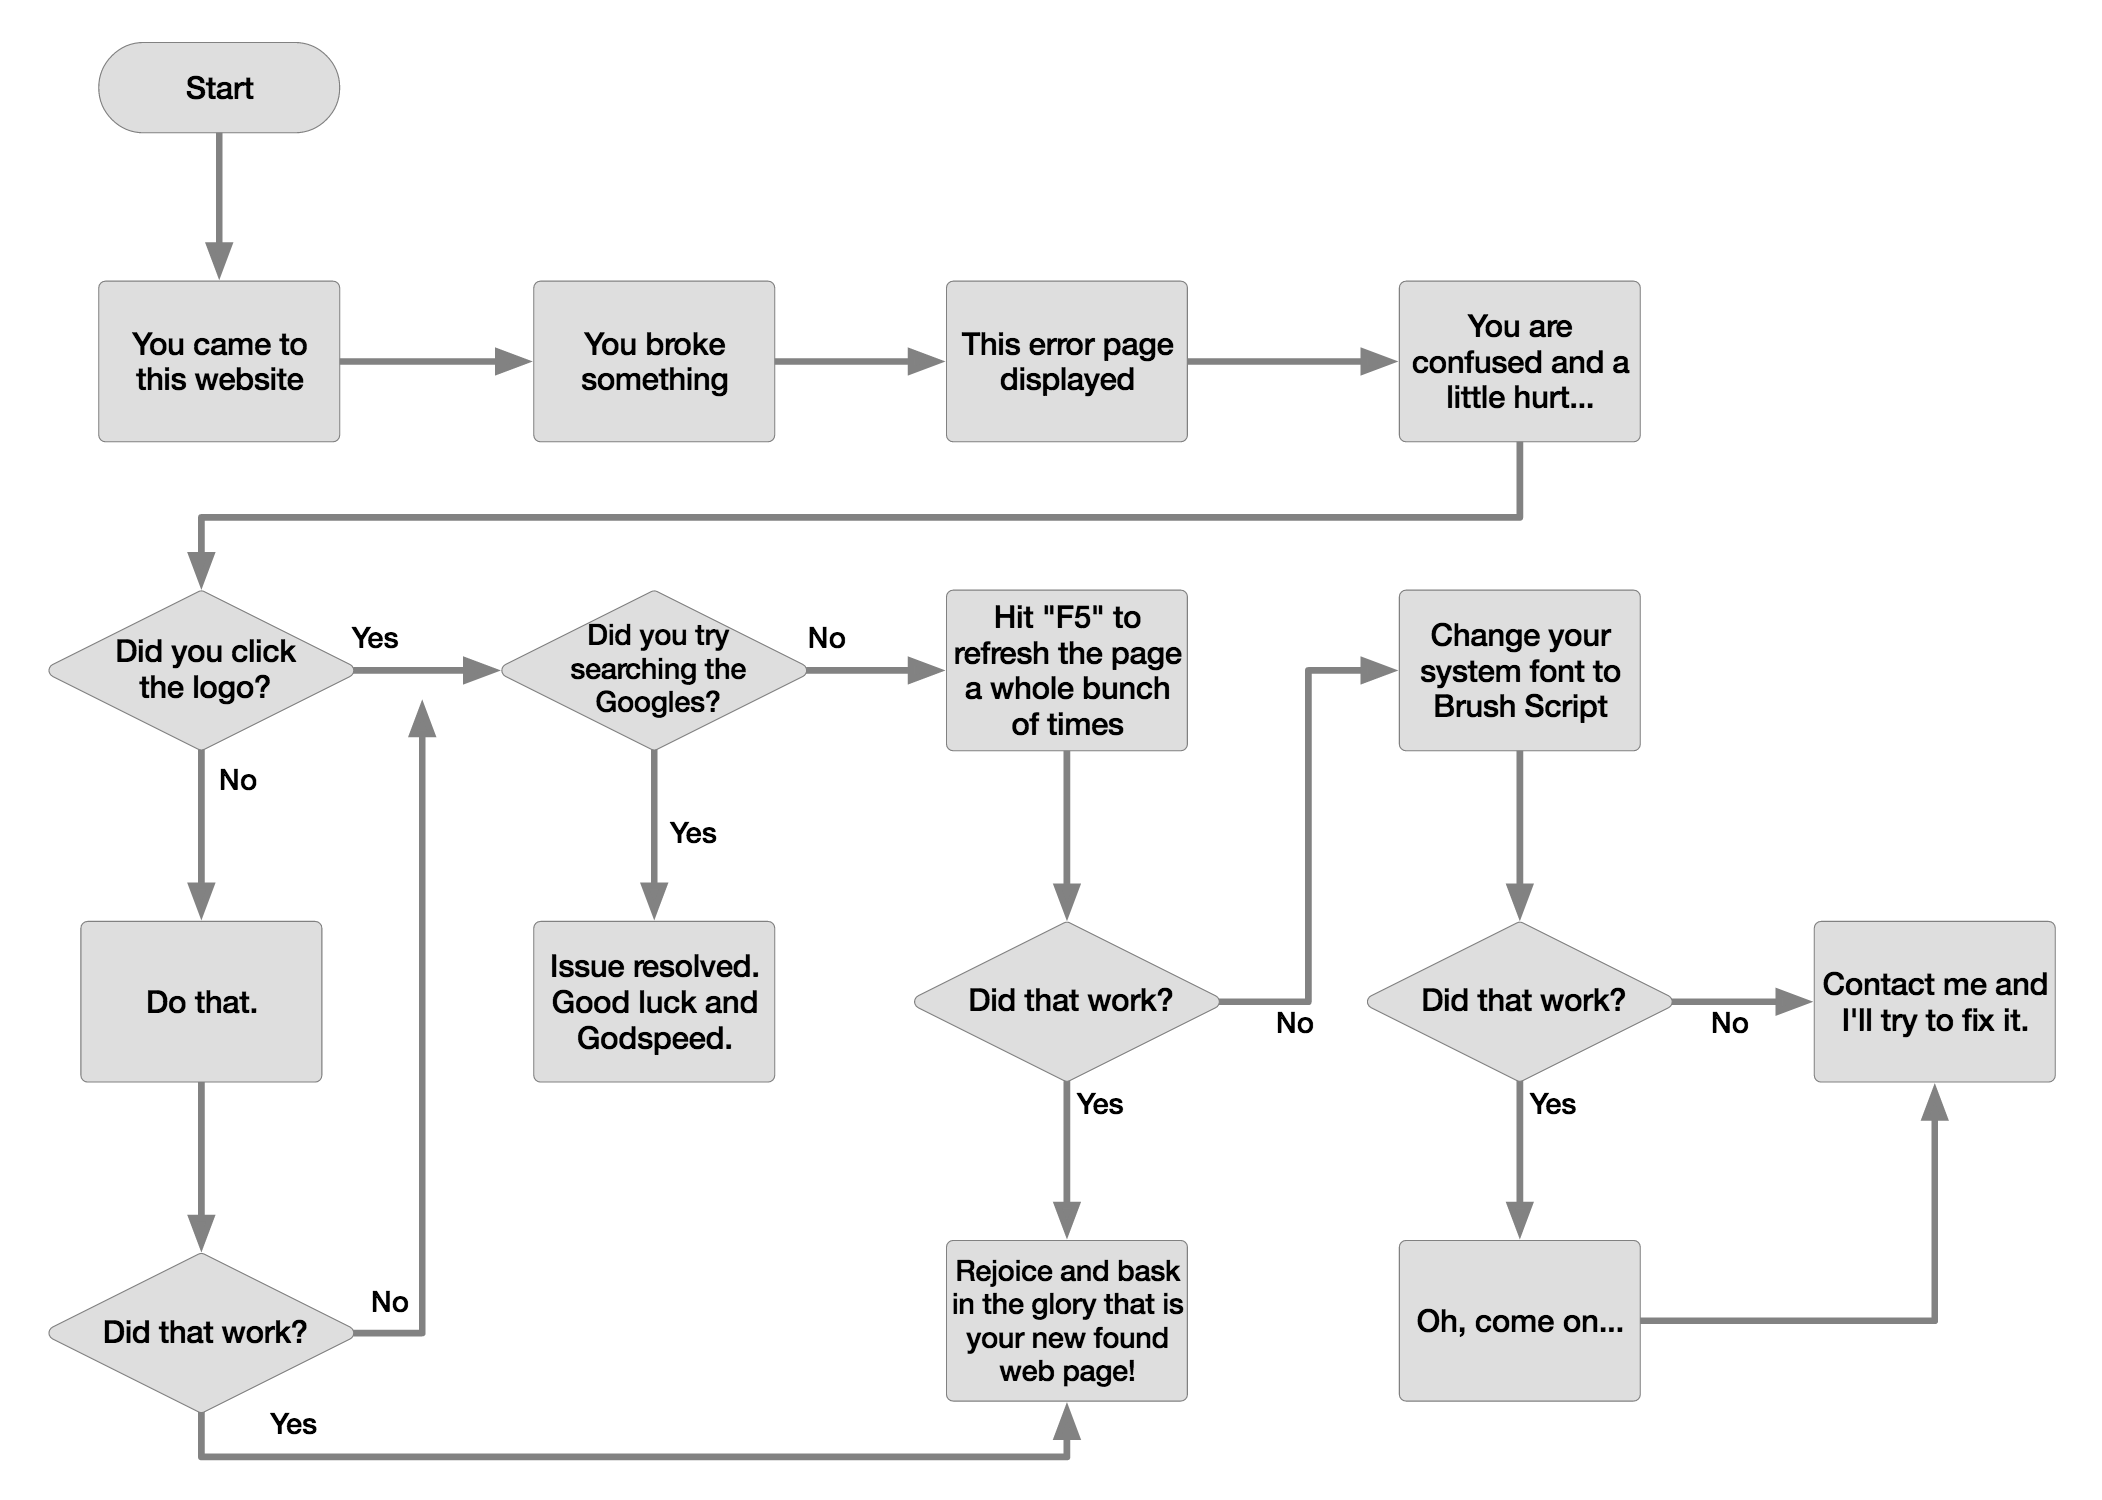 Start
You came to
this website
You broke
something
This error page
displayed
You are
confused and a
little hurt...
Did you click
the logo?
Yes
No
Did you try
searching the
Googles?
No
Yes
Hit "F5" to
refresh the page
a whole bunch
of times
Change your
system font to
Brush Script
Do that.
Issue resolved.
Good luck and
Godspeed.
Did that work?
No
Yes
Did that work?
No
Yes
Contact me and
I'll try to fix it.
Did that work?
No
Yes
Rejoice and bask
in the glory that is
your new found
web page!
Oh, come on...